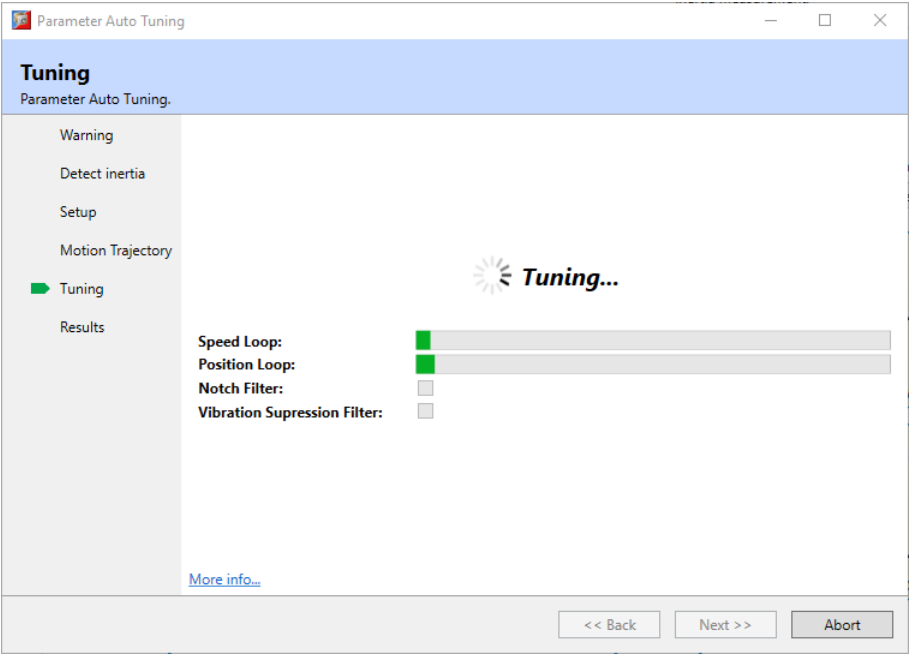 Parameter Auto Tuning
Tuning
Parameter Auto Tuning.
Warning
Detect inertia
Setup
Motion Trajectory
Tuning
Results
Tuning...
Speed Loop:
Position Loop:
Notch Filter:
Vibration Supression Filter:
More info...
<< Back
Next >>
Abort